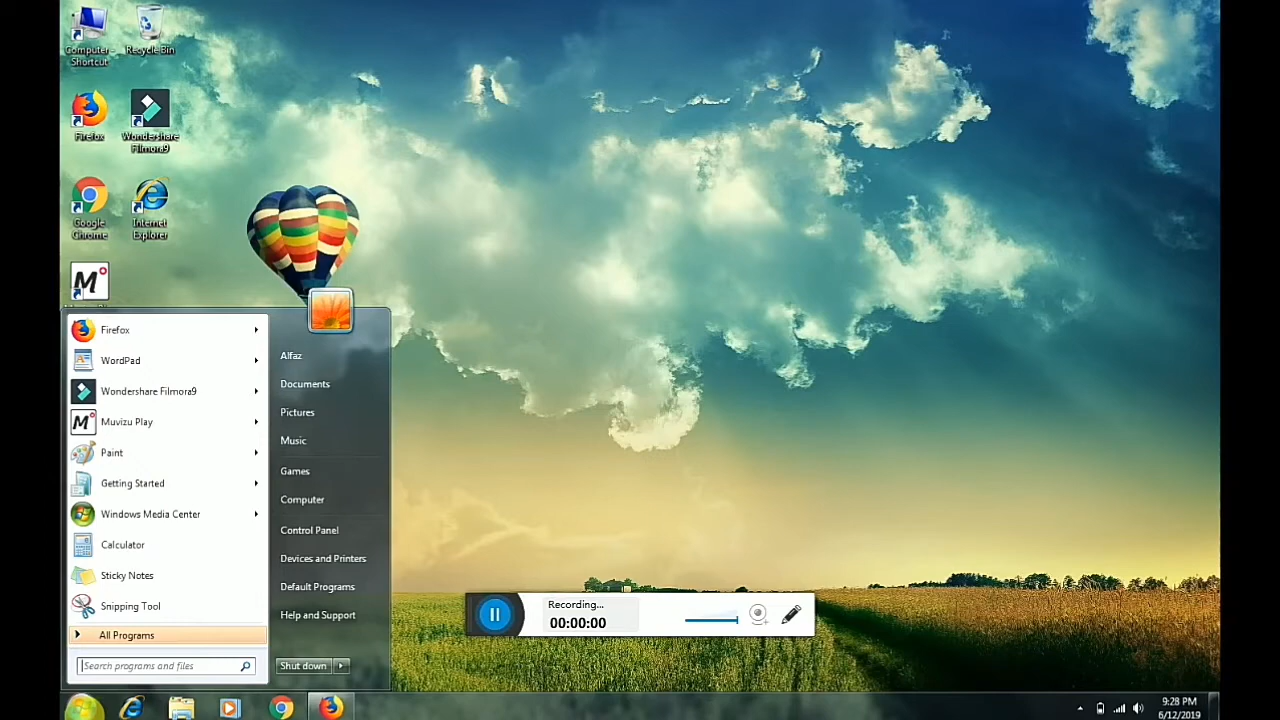 Computer -
Shortcut
Recycle Bin
Firefox
Wondershare
Filmora9
Google
Chrome
Internet
Explorer
M
Firefox
WordPad
Wondershare Filmora9
Muvizu Play
Paint
Getting Started
Windows Media Center
Calculator
Sticky Notes
Snipping Tool
All Programs
Search programs and files
Alfaz
Documents
Pictures
Music
Games
Computer
Control Panel
Devices and Printers
Default Programs
Help and Support
Shut down
Recording...
00:00:00
9:28 PM
6/12/2019